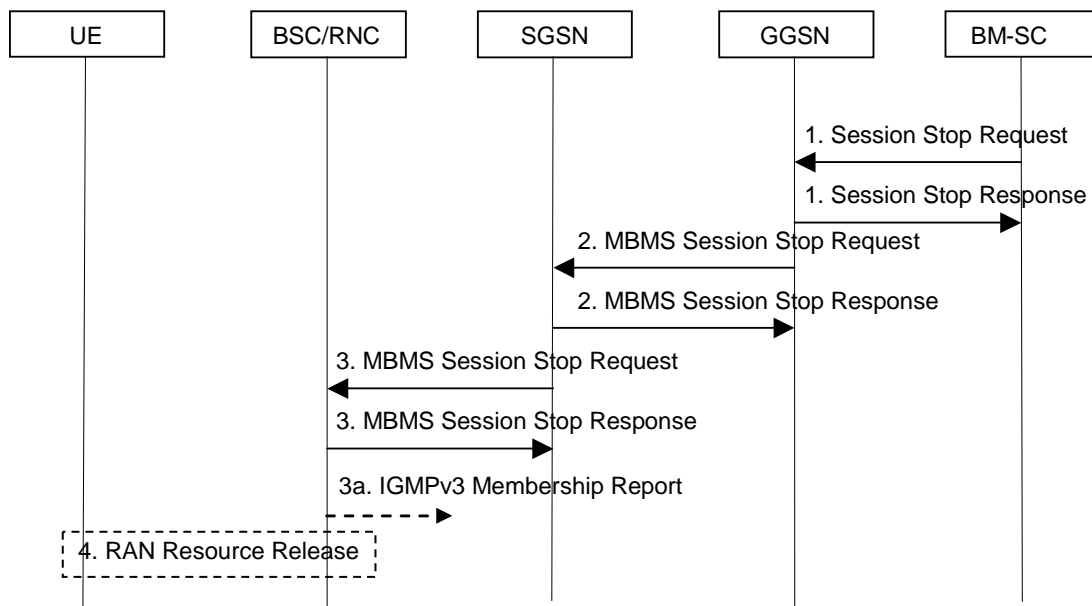 UE
BSC/RNC
SGSN
GGSN
BM-SC
1. Session Stop Request
1. Session Stop Response
2. MBMS Session Stop Request
2. MBMS Session Stop Response
3. MBMS Session Stop Request
3. MBMS Session Stop Response
3a. IGMPv3 Membership Report
4. RAN Resource Release